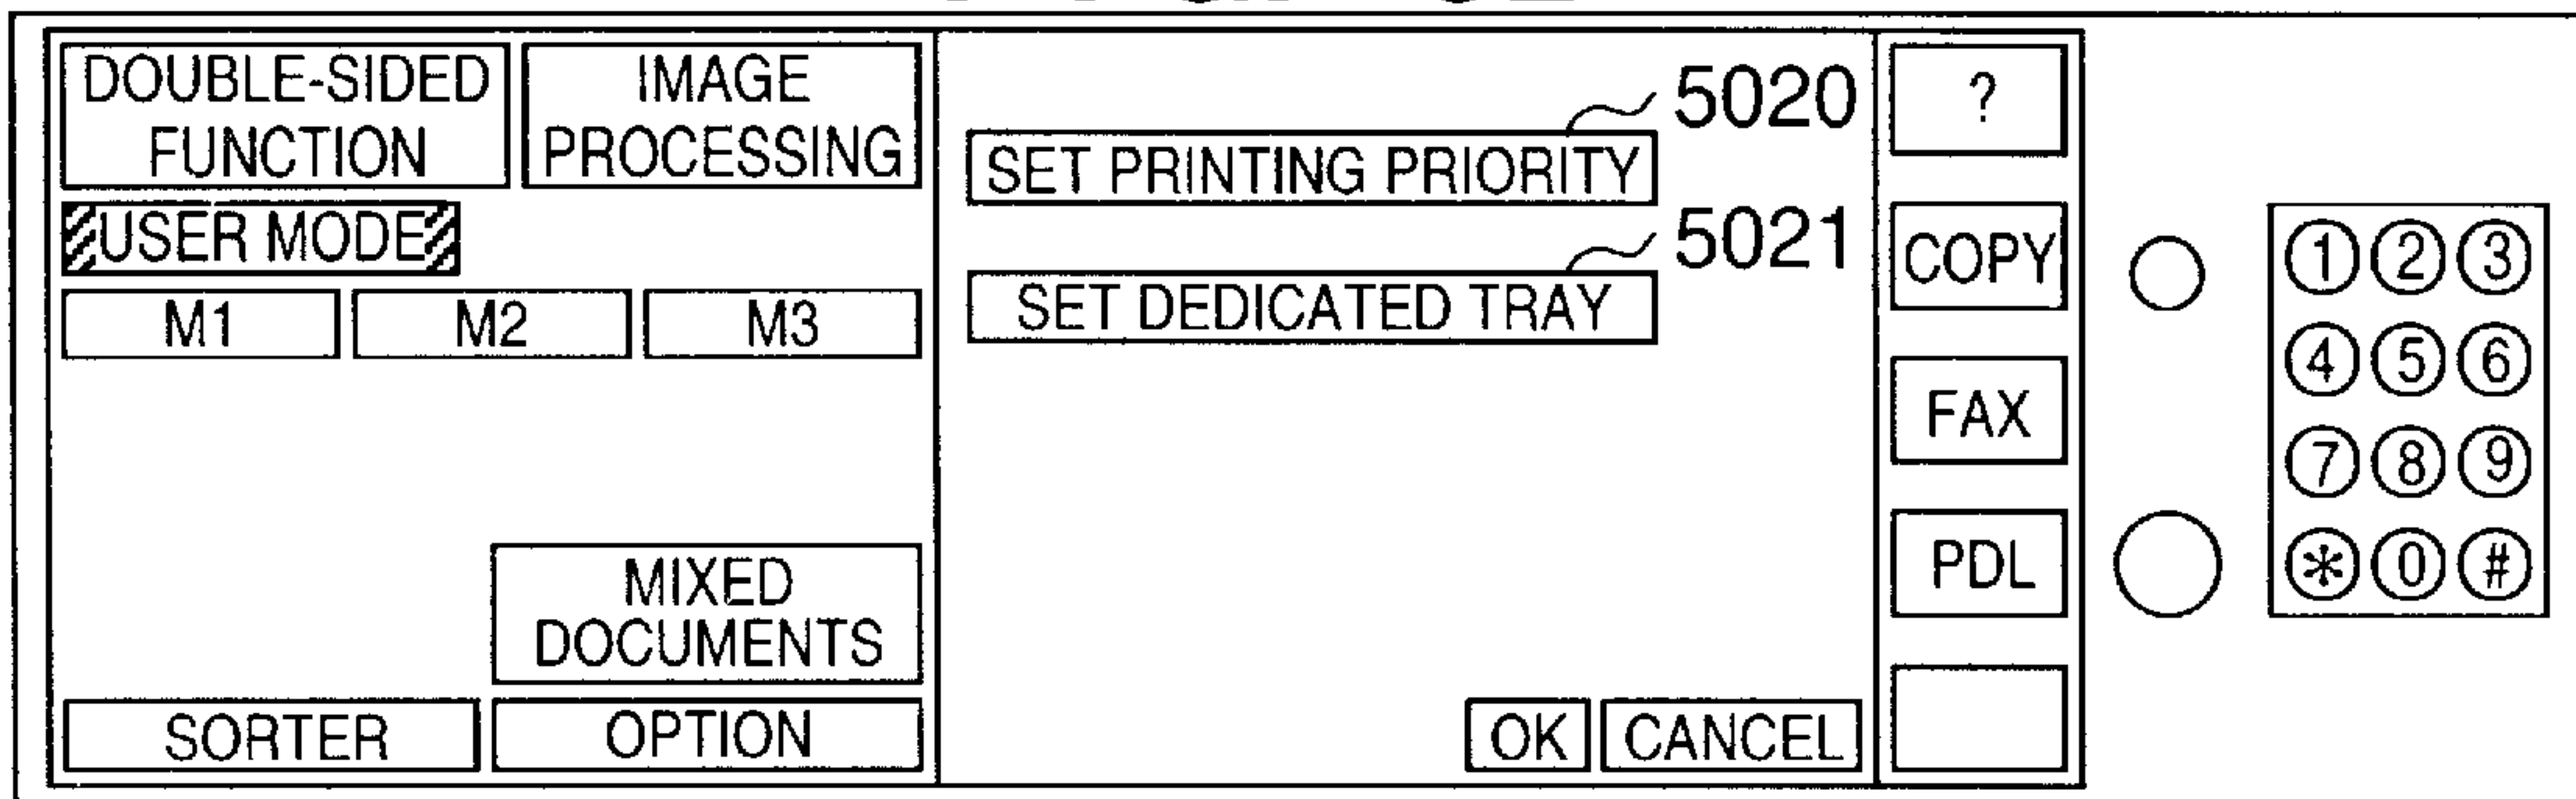 DOUBLE-SIDED
FUNCTION
IMAGE
PROCESSING
USER MODE
M1 M2 M3
MIXED
DOCUMENTS
SORTER
OPTION
5020
SET PRINTING PRIORITY
5021
SET DEDICATED TRAY
OK
CANCEL
?
COPY
FAX
PDL
1 2 3
4 5 6
7 8 9
* 0 #